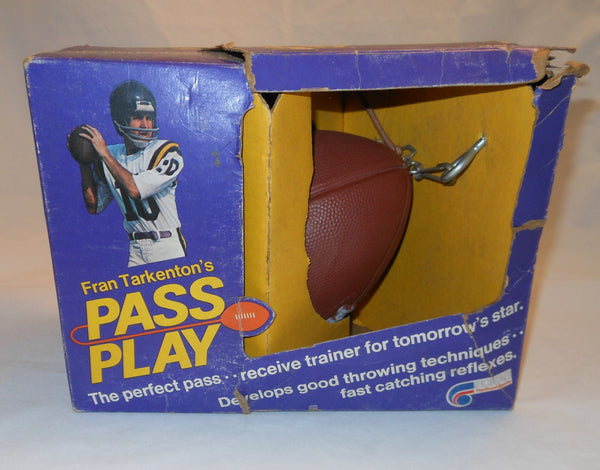 10
Fran Tarkenton's
PASS
PLAY
The perfect pass..receive trainer for tomorrow's star.
Develops good throwing techniques..
fast catching reflexes.